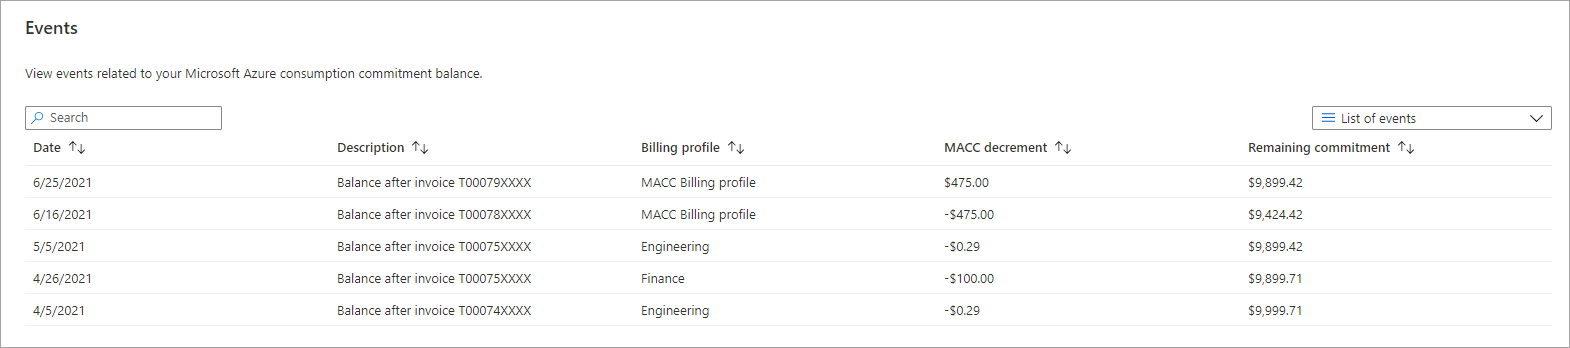 Events
View events related to your Microsoft Azure consumption commitment balance.
Search
List of events
Date Description Billing profile MACC decrement Remaining commitment
6/25/2021 Balance after invoice T00079XXXX MACC Billing profile $475.00 $9,899.42
6/16/2021 Balance after invoice T00078XXXX MACC Billing profile -$475.00 $9,424.42
5/5/2021 Balance after invoice T00075XXXX Engineering -$0.29 $9,899.42
4/26/2021 Balance after invoice T00075XXXX Finance -$100.00 $9,899.71
4/5/2021 Balance after invoice T00074XXXX Engineering -$0.29 $9,999.71